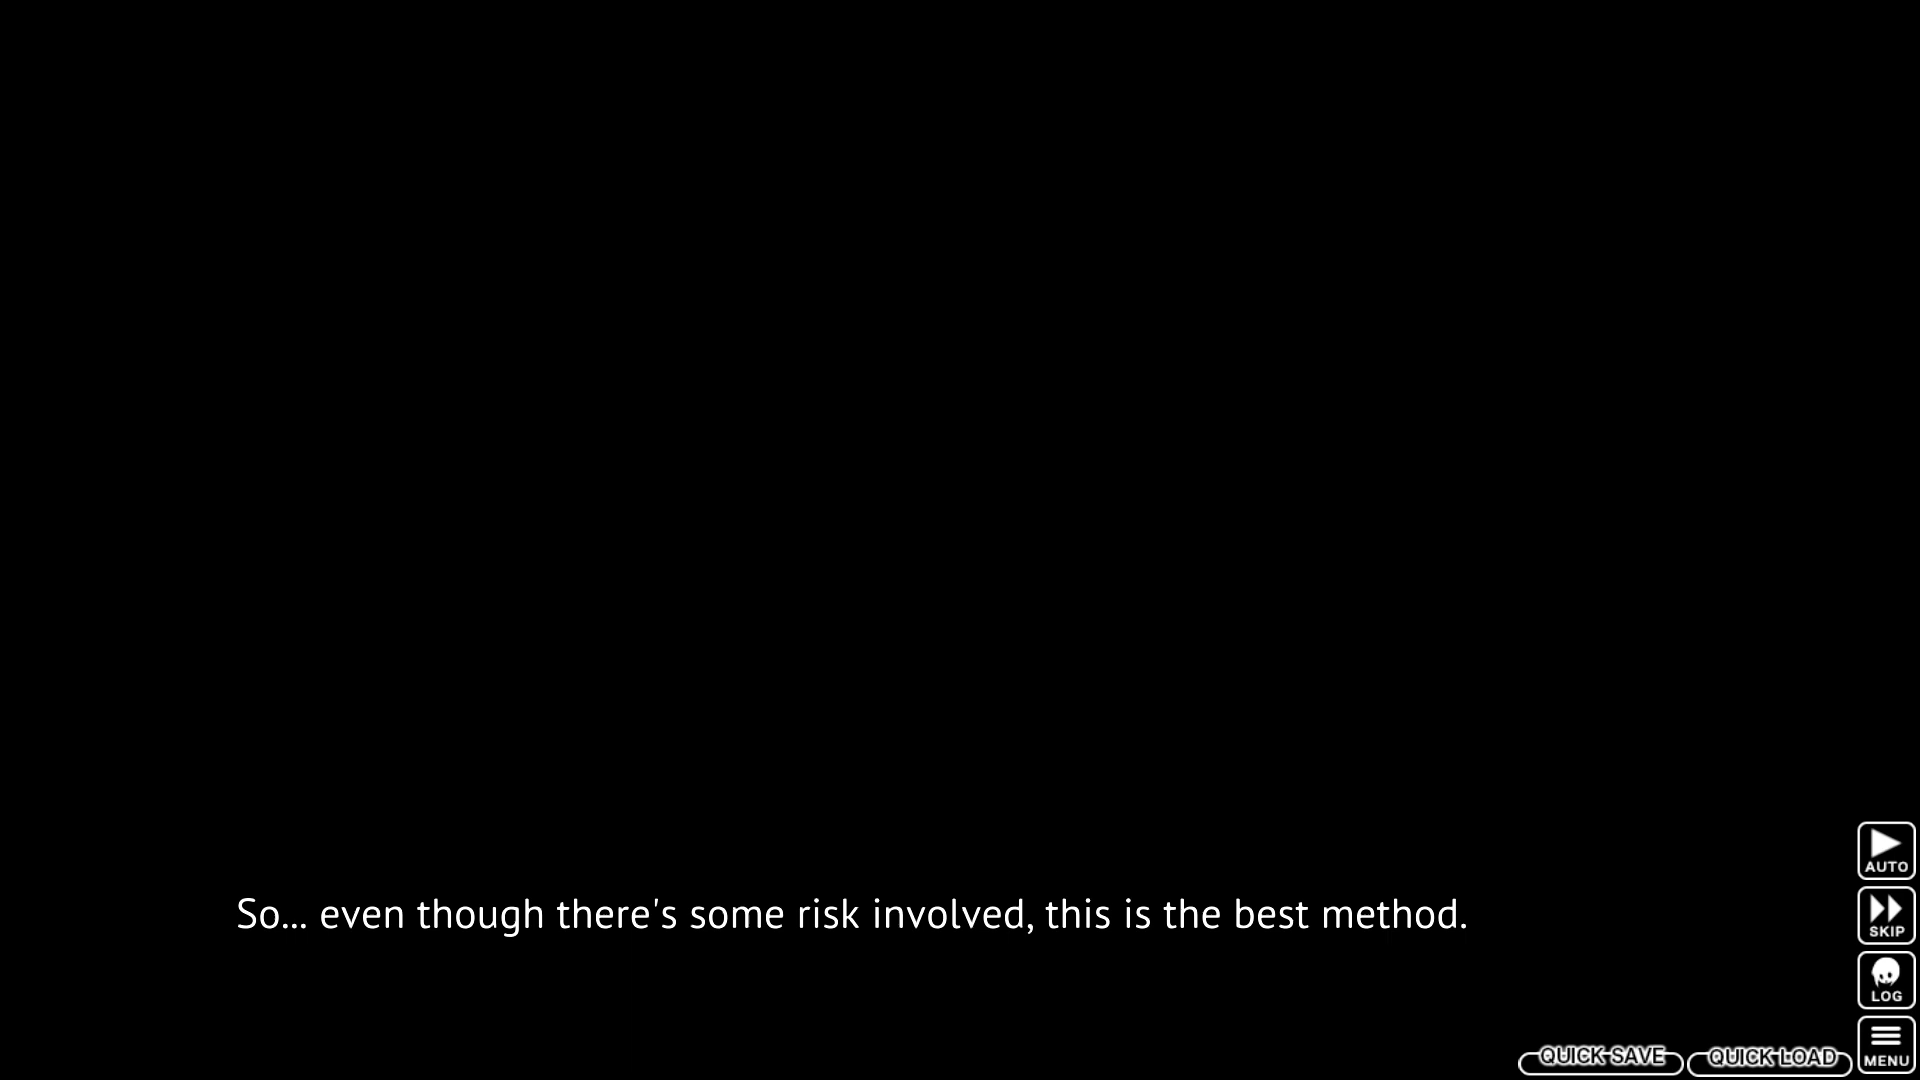 So... even though there's some risk involved, this is the best method.
AUTO
SKIP
LOG
MENU
QUICK SAVE
QUICK LOAD